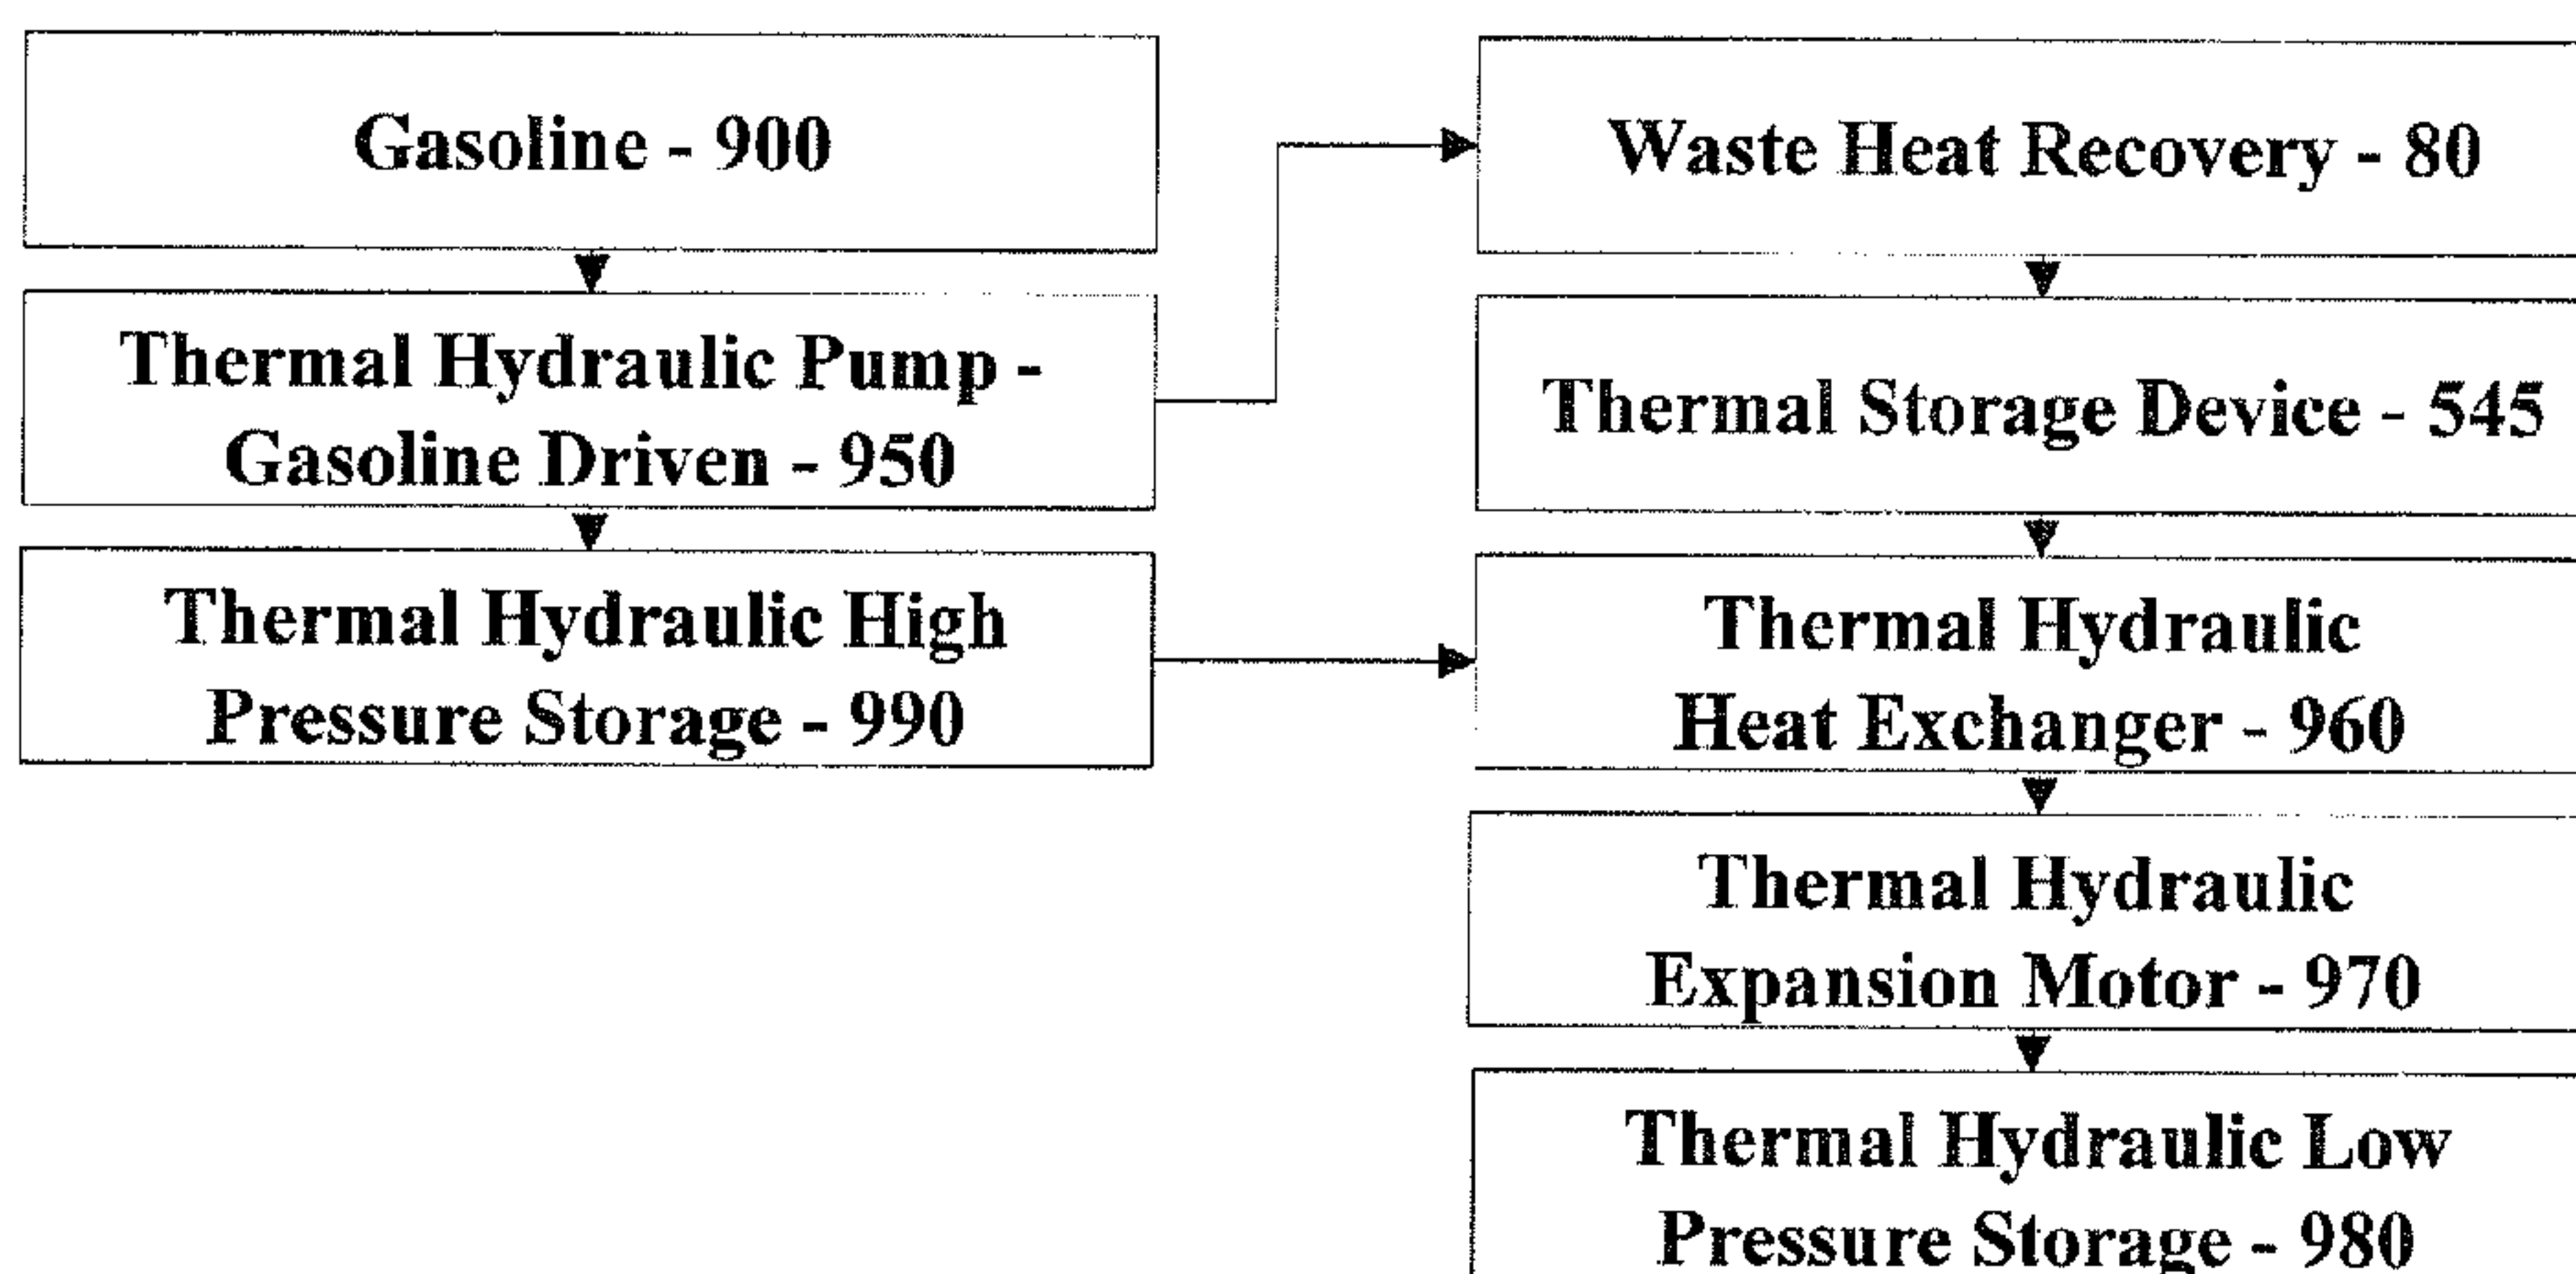 Gasoline - 900
Thermal Hydraulic Pump -
Gasoline Driven - 950
Thermal Hydraulic High
Pressure Storage - 990
Waste Heat Recovery - 80
Thermal Storage Device - 545
Thermal Hydraulic
Heat Exchanger - 960
Thermal Hydraulic
Expansion Motor - 970
Thermal Hydraulic Low
Pressure Storage - 980